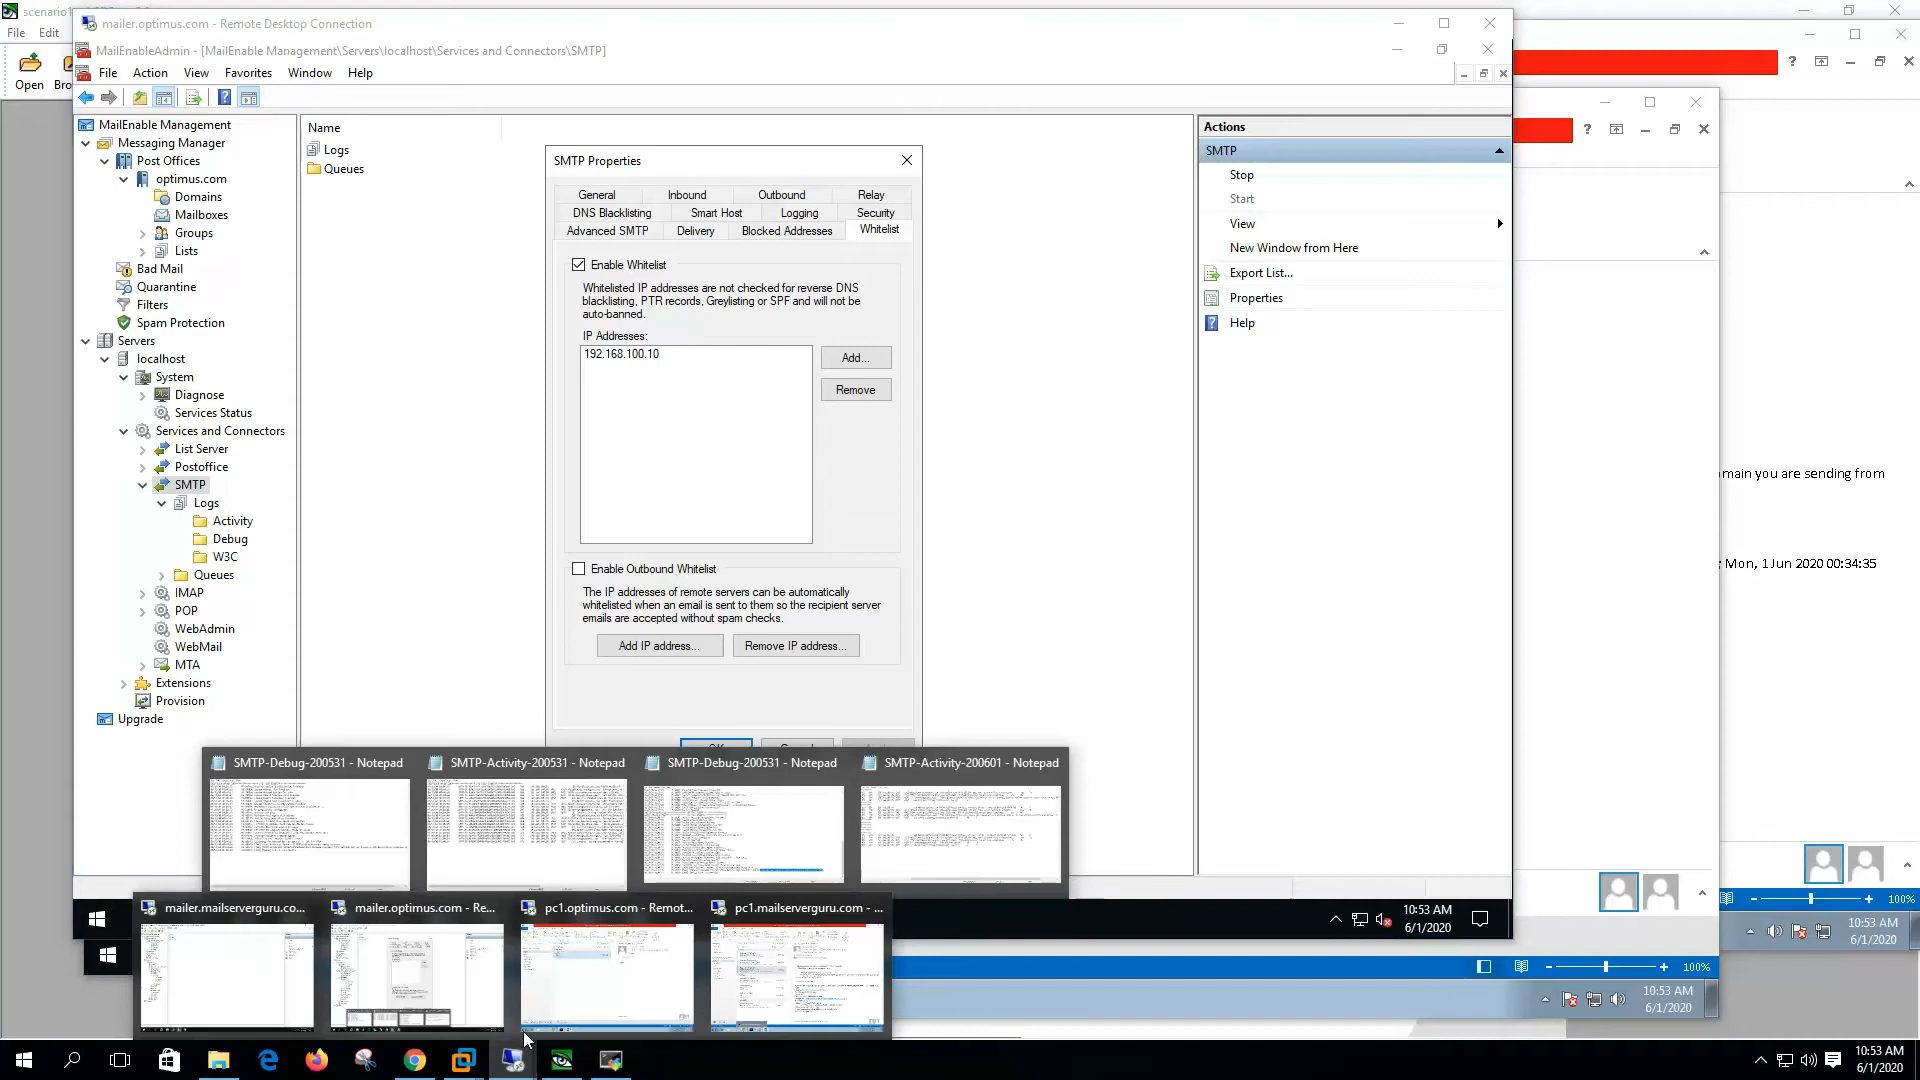 scenario1
mailer.optimus.com - Remote Desktop Connection
File Edit
MailEnableAdmin - [MailEnable Management\Servers\localhost\Services and Connectors\SMTP]
File Action View Favorites Window Help
Open Bro
MailEnable Management
Messaging Manager
Post Offices
optimus.com
Domains
Mailboxes
Groups
Lists
Bad Mail
Quarantine
Filters
Spam Protection
Servers
localhost
System
Diagnose
Services Status
Services and Connectors
List Server
Postoffice
SMTP
Logs
Activity
Debug
W3C
Queues
IMAP
POP
WebAdmin
WebMail
MTA
Extensions
Provision
Upgrade
Name
Logs
Queues
SMTP Properties
General Inbound Outbound Relay
DNS Blacklisting Smart Host Logging Security
Advanced SMTP Delivery Blocked Addresses Whitelist
Enable Whitelist
Whitelisted IP addresses are not checked for reverse DNS
blacklisting, PTR records, Greylisting or SPF and will not be
auto-banned.
IP Addresses:
192.168.100.10
Add...
Remove
Enable Outbound Whitelist
The IP addresses of remote servers can be automatically
whitelisted when an email is sent to them so the recipient server
emails are accepted without spam checks.
Add IP address... Remove IP address...
Actions
SMTP
Stop
Start
View
New Window from Here
Export List...
Properties
Help
main you are sending from
; Mon, 1 Jun 2020 00:34:35
SMTP-Debug-200531 - Notepad
SMTP-Activity-200531 - Notepad
SMTP-Debug-200531 - Notepad
SMTP-Activity-200601 - Notepad
mailer.mailserverguru.co...
mailer.optimus.com - Re...
pc1.optimus.com - Remot...
pc1.mailserverguru.com - ...
10:53 AM
6/1/2020
100%
10:53 AM
6/1/2020
100%
10:53 AM
6/1/2020
10:53 AM
6/1/2020